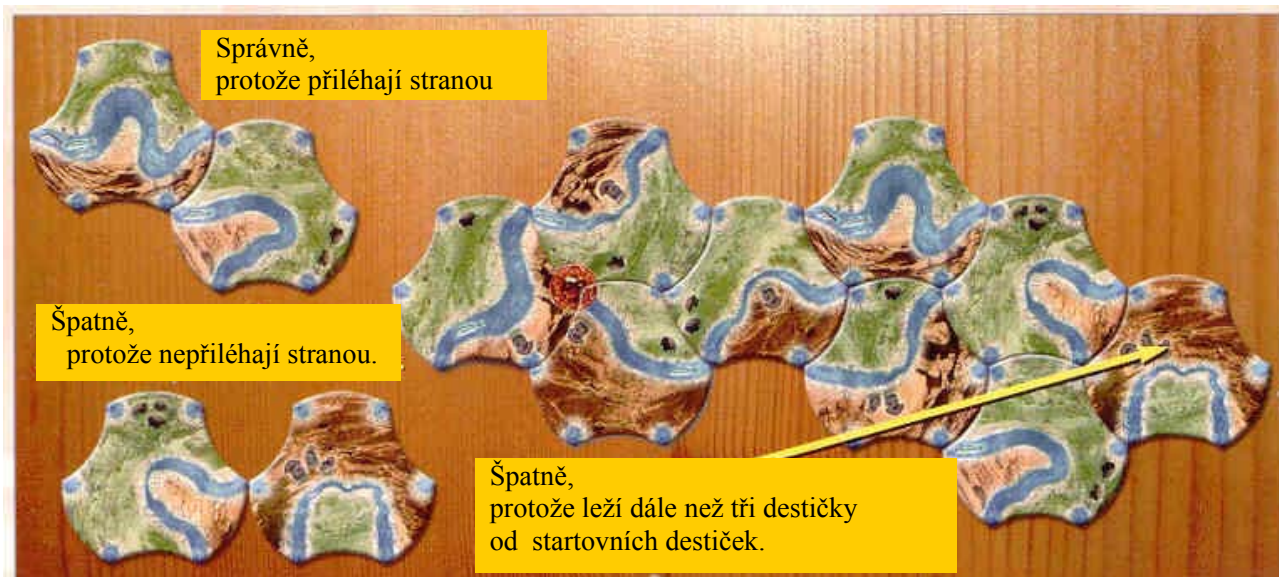 Správně,
protože přiléhají stranou
Špatně,
protože nepřiléhají stranou.
Špatně,
protože leží dále než tři destičky
od startovních destiček.